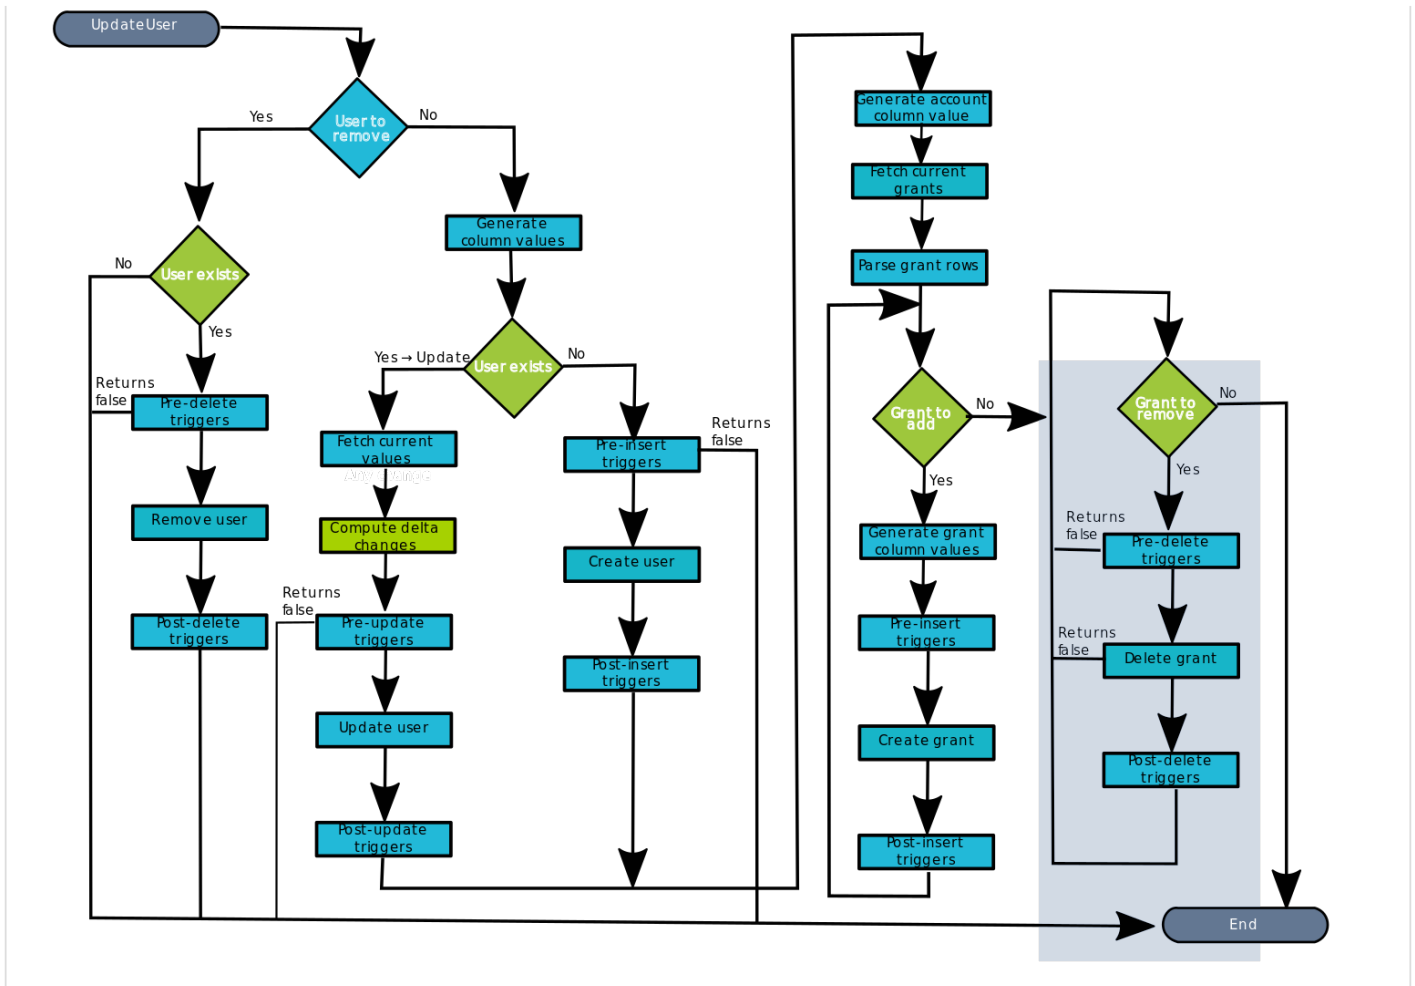 UpdateUser
User to
remove
Yes
No
Generate
column values
User exists
No
Yes
Returns
false
Pre-delete
triggers
Remove user
Post-delete
triggers
User exists
Yes → Update
No
Fetch current
values
Any change
Compute delta
changes
Returns
false
Pre-update
triggers
Update user
Post-update
triggers
Pre-insert
triggers
Returns
false
Create user
Post-insert
triggers
Generate account
column value
Fetch current
grants
Parse grant rows
Grant to
add
No
Yes
Generate grant
column values
Pre-insert
triggers
Create grant
Post-insert
triggers
Grant to
remove
No
Yes
Returns
false
Pre-delete
triggers
Returns
false
Delete grant
Post-delete
triggers
End